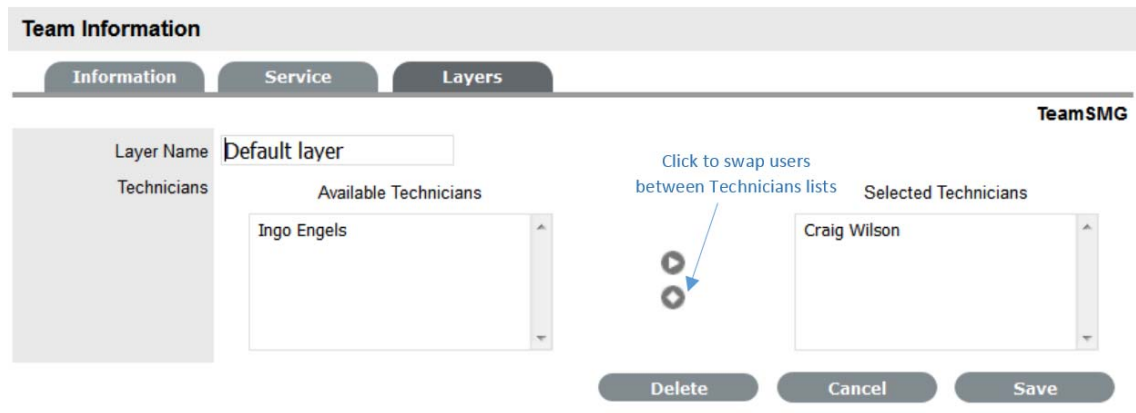 Team Information
Information
Service
Layers
TeamSMG
Layer Name
Default layer
Technicians
Available Technicians
Click to swap users
between Technicians lists
Selected Technicians
Ingo Engels
Craig Wilson
Delete
Cancel
Save